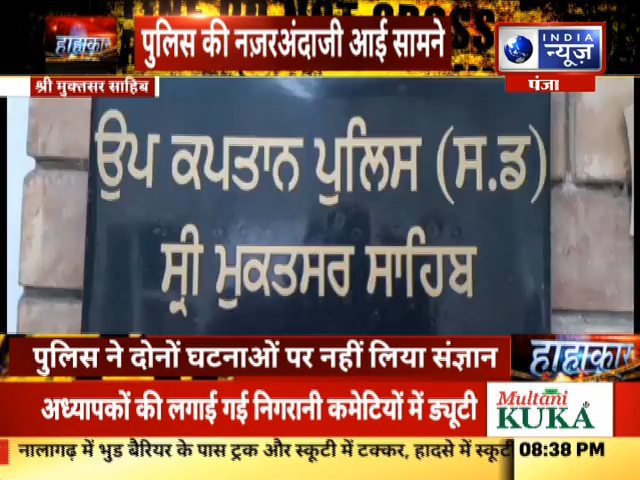 CROSS
हाहाकार
पुलिस की नज़रअंदाजी आई सामने
INDIA
न्यूज़
श्री मुक्तसर साहिब
पंजा
ਉਪ ਕਪਤਾਨ ਪੁਲਿਸ (ਸ.ਡ)
ਸ੍ਰੀ ਮੁਕਤਸਰ ਸਾਹਿਬ
पुलिस ने दोनों घटनाओं पर नहीं लिया संज्ञान
हाहाकार
अध्यापकों की लगाई गई निगरानी कमेटियों में ड्यूटी
Multani
KUKA
नालागढ़ में भुड बैरियर के पास ट्रक और स्कूटी में टक्कर, हादसे में स्कूटी
08:38 PM